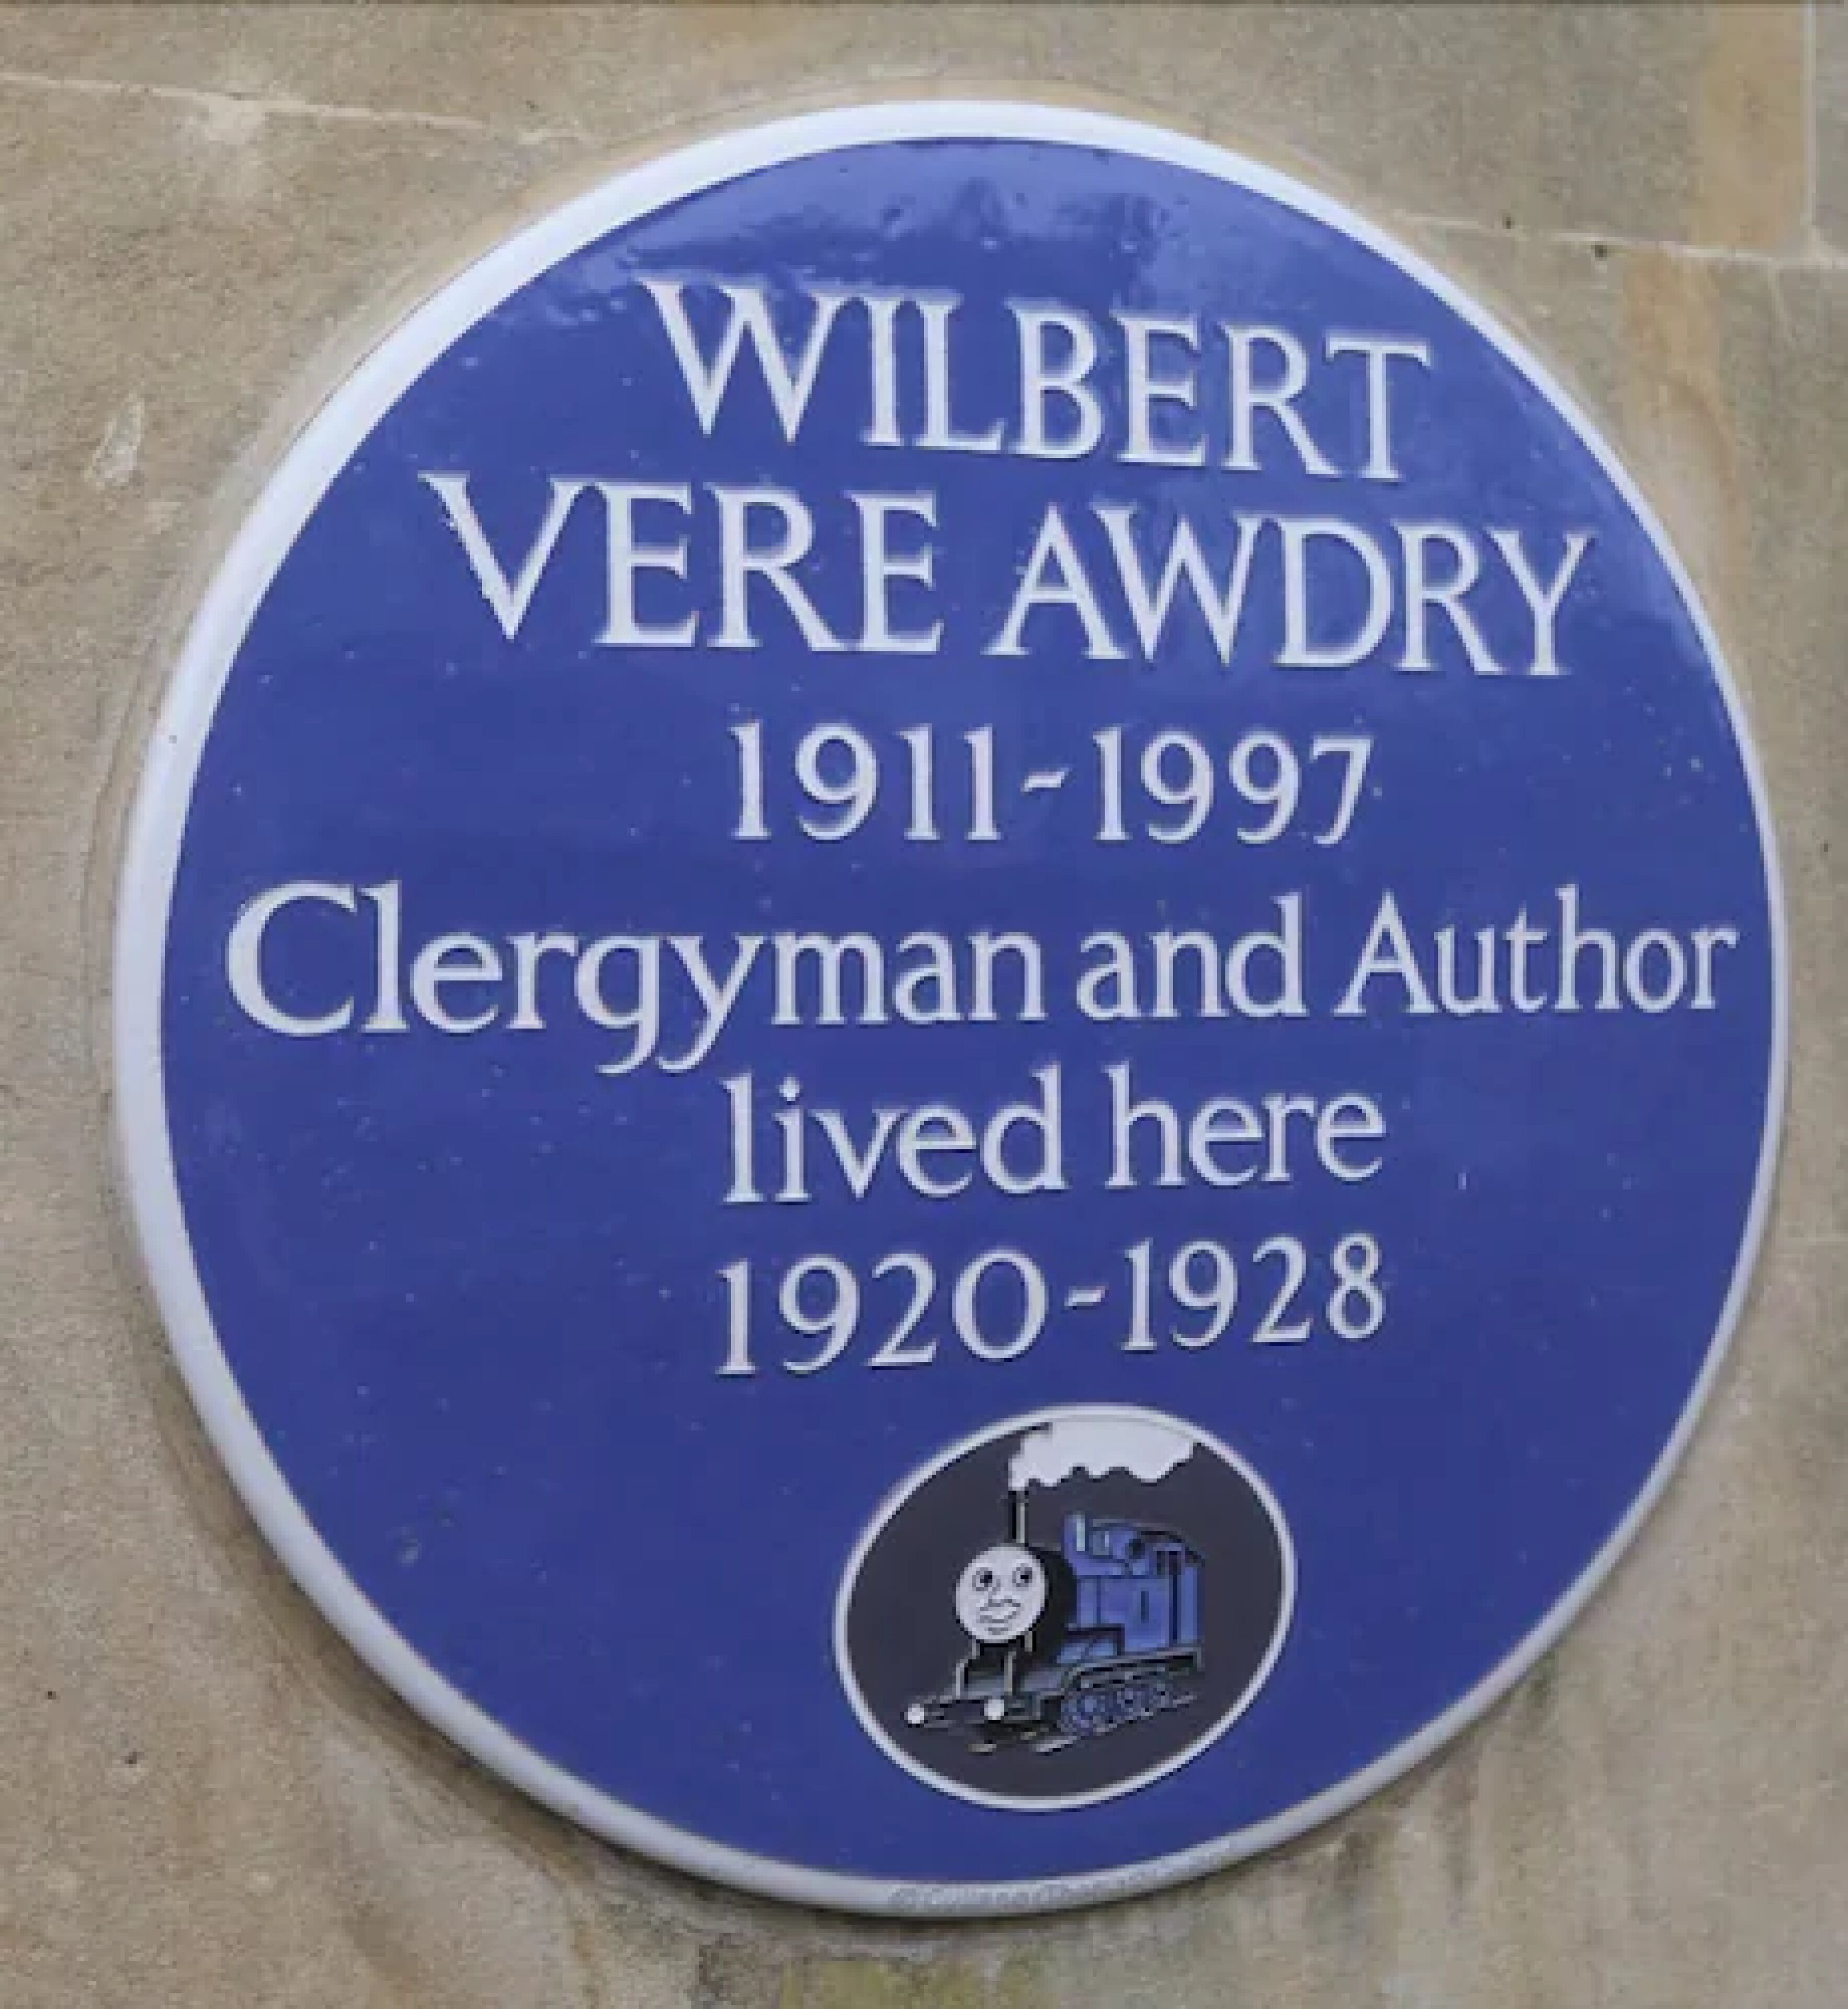 WILBERT
VERE AWDRY
1911-1997
Clergyman and Author
lived here
1920-1928